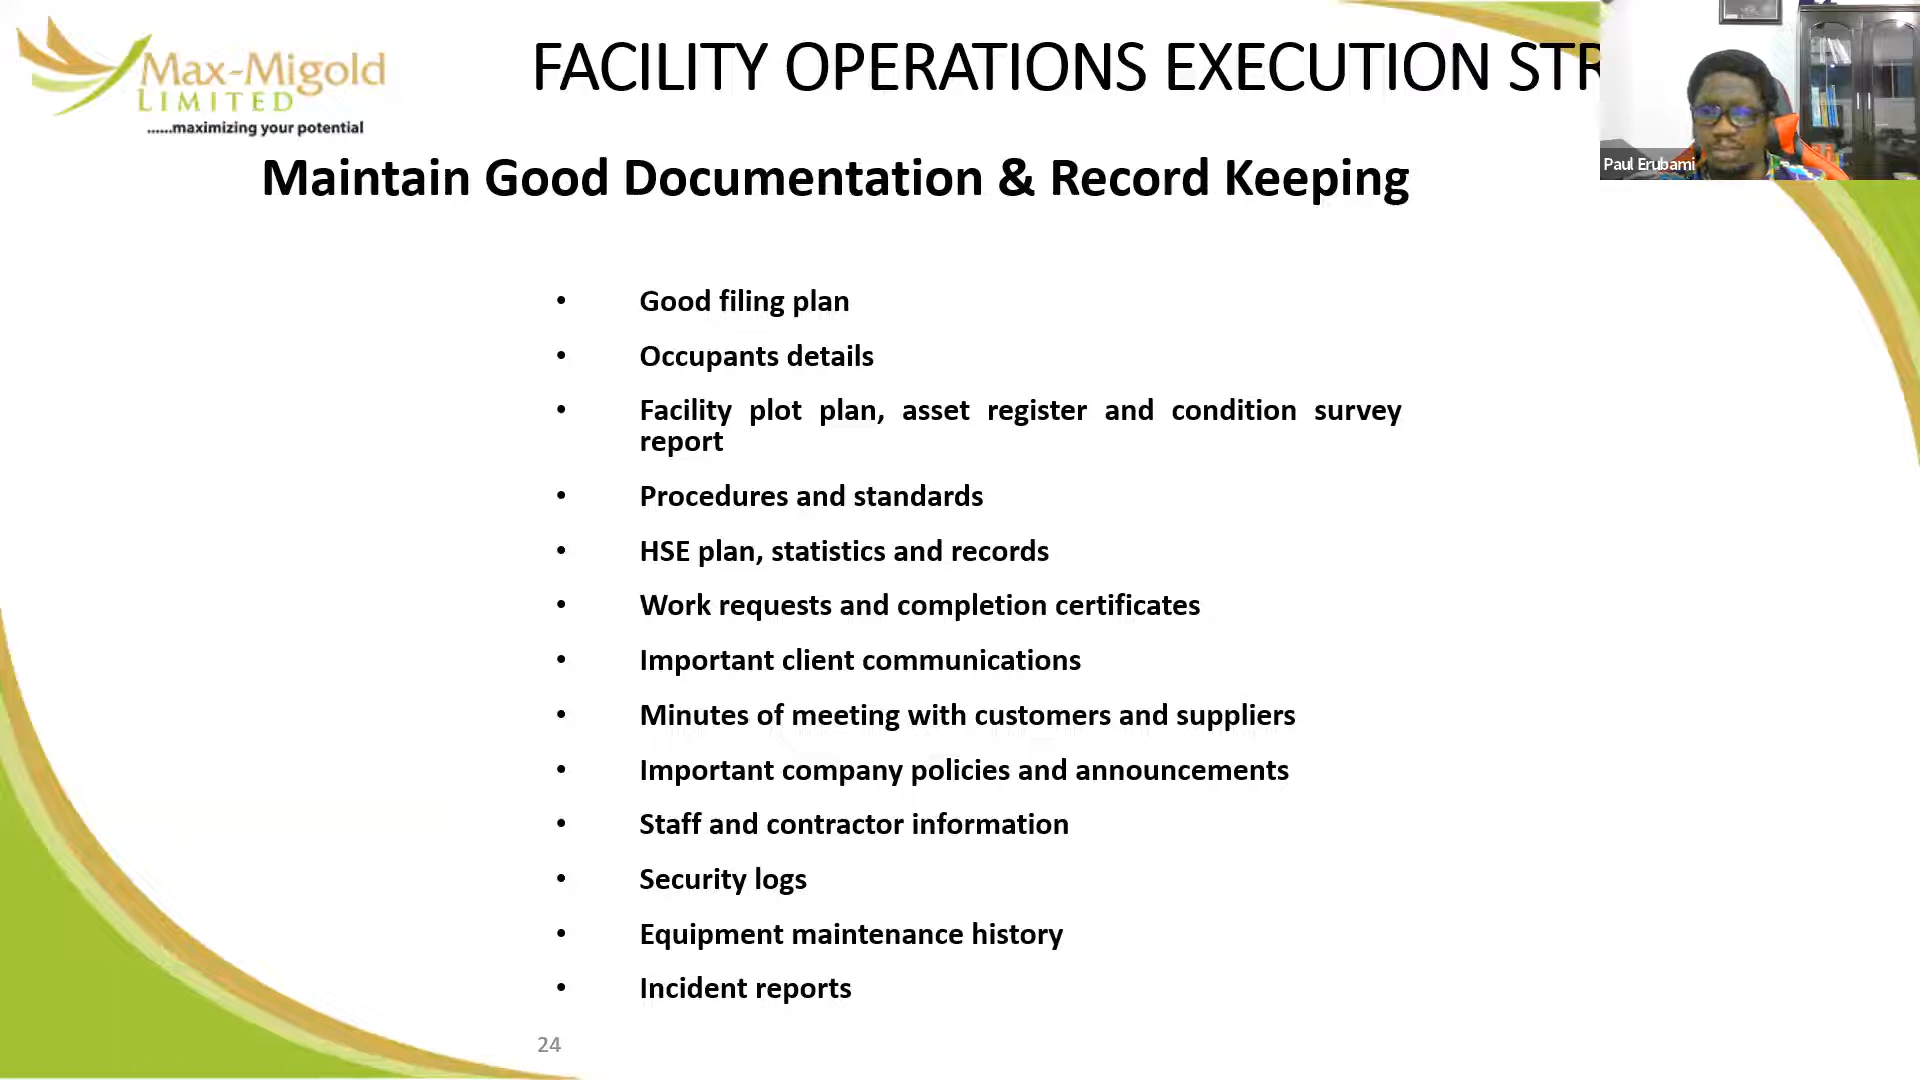 Max-Migold
LIMITED
......maximizing your potential
FACILITY OPERATIONS EXECUTION STR
Paul Erubami
Maintain Good Documentation & Record Keeping
• Good filing plan
• Occupants details
• Facility plot plan, asset register and condition survey
report
• Procedures and standards
• HSE plan, statistics and records
• Work requests and completion certificates
• Important client communications
• Minutes of meeting with customers and suppliers
• Important company policies and announcements
• Staff and contractor information
• Security logs
• Equipment maintenance history
• Incident reports
24